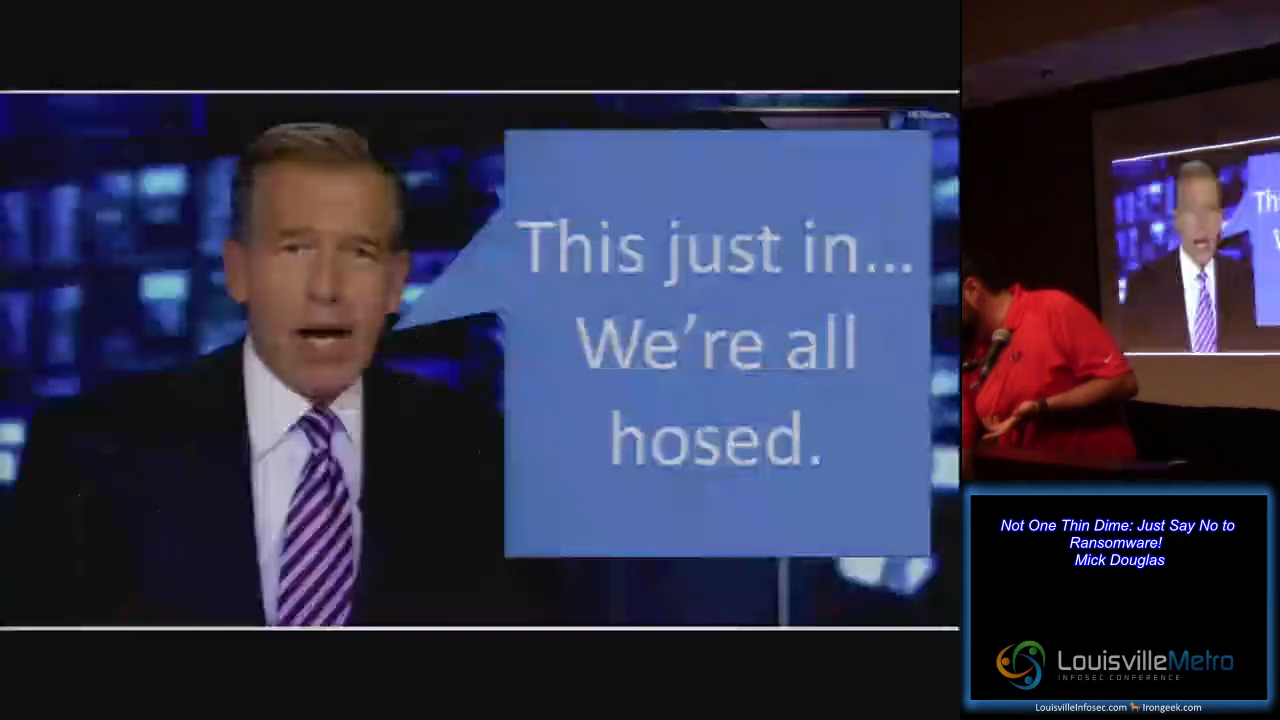 This just in...
We're all
hosed.
Th
Not One Thin Dime: Just Say No to
Ransomware!
Mick Douglas
LouisvilleMetro
INFOSEC CONFERENCE
LouisvilleInfosec.com Irongeek.com